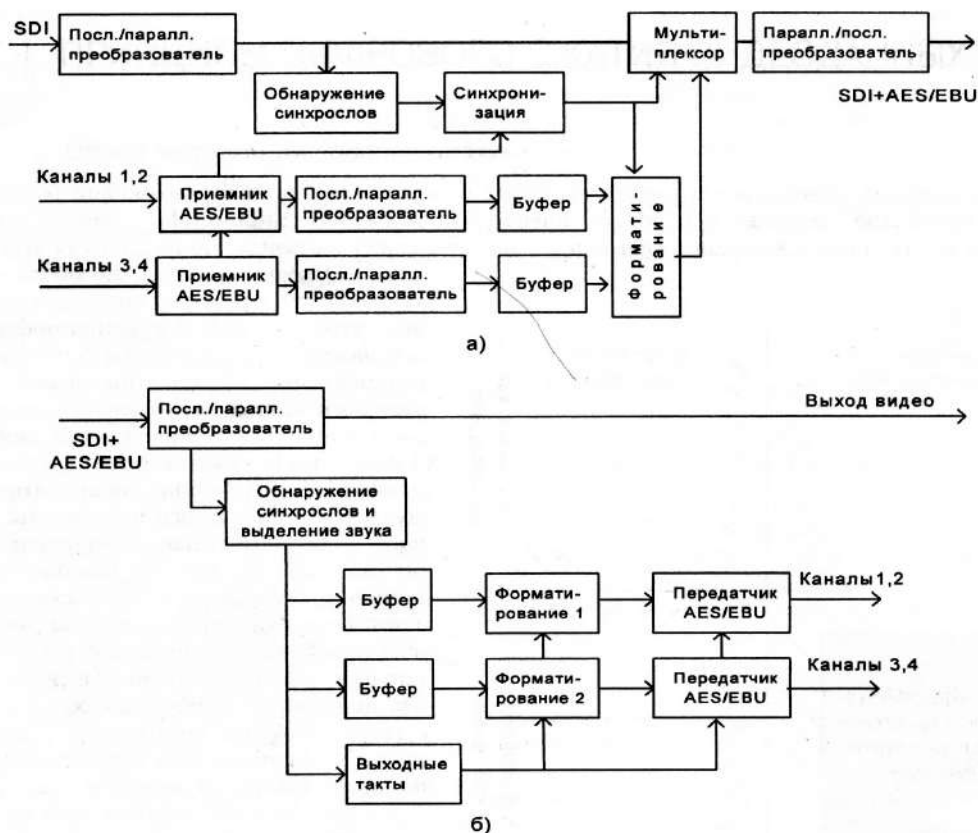 SDI
Посл./паралл.
преобразователь
Мульти-
плексор
Паралл./посл.
преобразователь
SDI+AES/EBU
Обнаружение
синхрослов
Синхрони-
зация
Каналы 1,2
Приемник
AES/EBU
Посл./паралл.
преобразователь
Буфер
Формати-
рование
Каналы 3,4
Приемник
AES/EBU
Посл./паралл.
преобразователь
Буфер
а)
SDI+
AES/EBU
Посл./паралл.
преобразователь
Выход видео
Обнаружение
синхрослов и
выделение звука
Буфер
Формати-
рование 1
Передатчик
AES/EBU
Каналы1,2
Буфер
Формати-
рование 2
Передатчик
AES/EBU
Каналы 3,4
Выходные
такты
б)